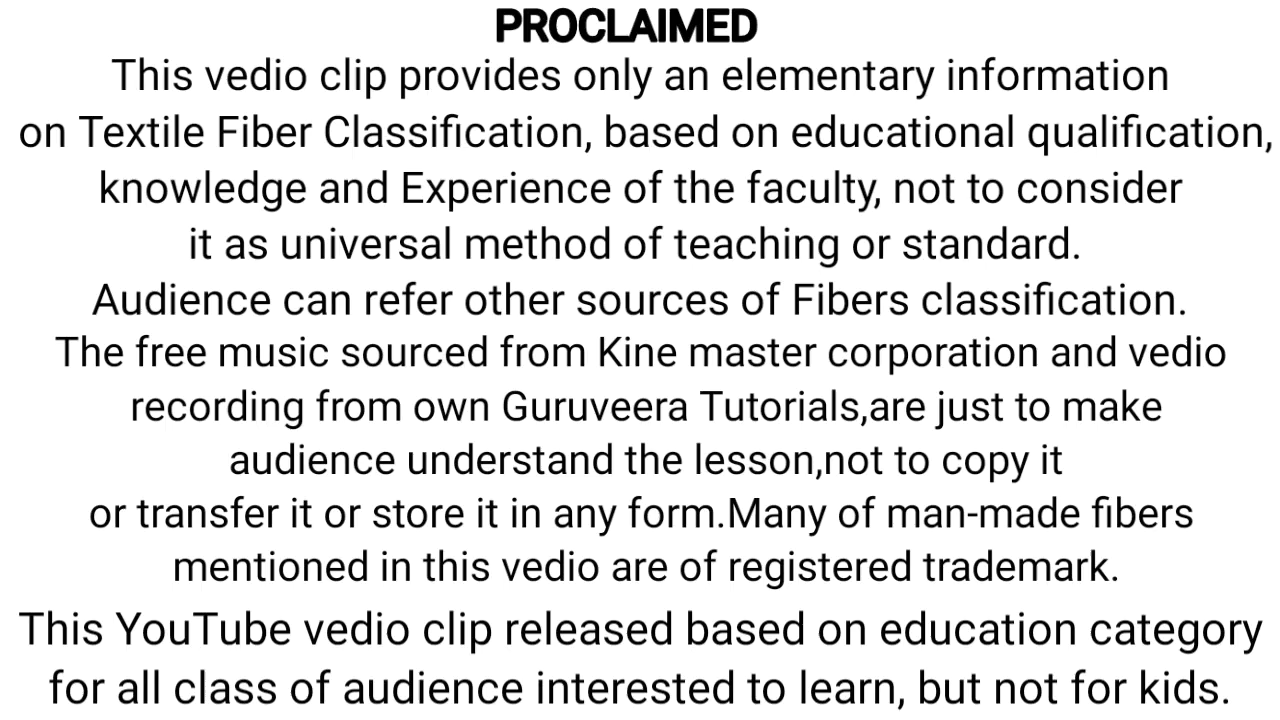 PROCLAIMED
This vedio clip provides only an elementary information
on Textile Fiber Classification, based on educational qualification,
knowledge and Experience of the faculty, not to consider
it as universal method of teaching or standard.
Audience can refer other sources of Fibers classification.
The free music sourced from Kine master corporation and vedio
recording from own Guruveera Tutorials,are just to make
audience understand the lesson,not to copy it
or transfer it or store it in any form.Many of man-made fibers
mentioned in this vedio are of registered trademark.
This YouTube vedio clip released based on education category
for all class of audience interested to learn, but not for kids.